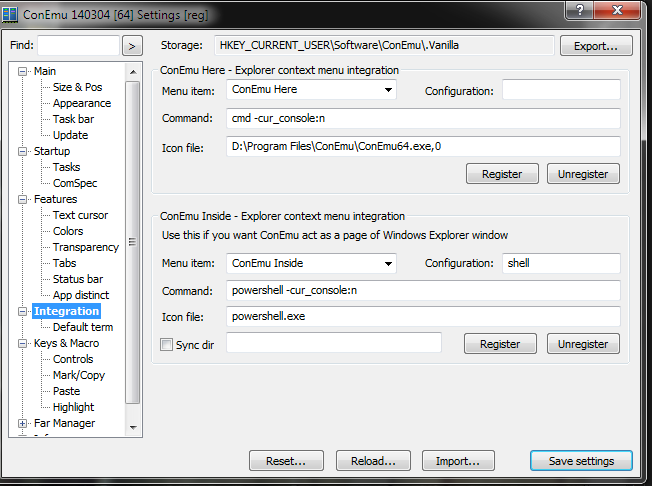 ConEmu 140304 [64] Settings [reg]
Find: > Storage: HKEY_CURRENT_USER\Software\ConEmu\.Vanilla Export...
Main
Size & Pos
Appearance
Task bar
Update
Startup
Tasks
ComSpec
Features
Text cursor
Colors
Transparency
Tabs
Status bar
App distinct
Integration
Default term
Keys & Macro
Controls
Mark/Copy
Paste
Highlight
Far Manager
ConEmu Here - Explorer context menu integration
Menu item: ConEmu Here Configuration:
Command: cmd -cur_console:n
Icon file: D:\Program Files\ConEmu\ConEmu64.exe,0
Register Unregister
ConEmu Inside - Explorer context menu integration
Use this if you want ConEmu act as a page of Windows Explorer window
Menu item: ConEmu Inside Configuration: shell
Command: powershell -cur_console:n
Icon file: powershell.exe
Sync dir Register Unregister
Reset... Reload... Import... Save settings